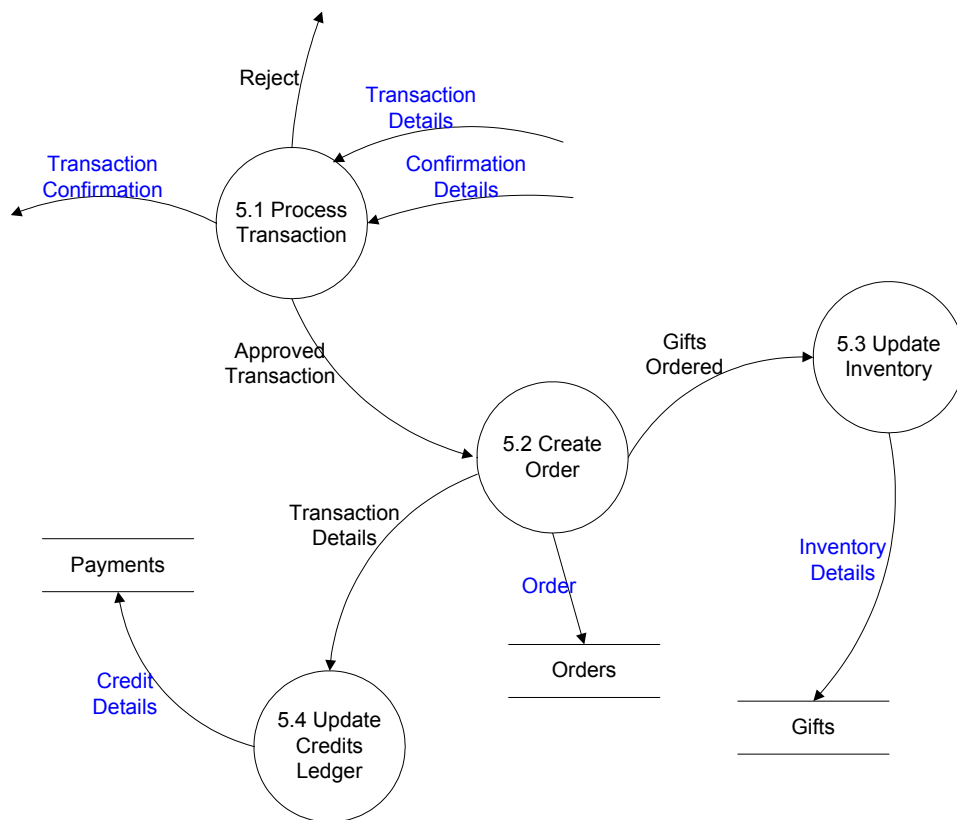 Reject
Transaction
Details
Transaction
Confirmation
Confirmation
Details
5.1 Process
Transaction
Approved
Transaction
Gifts
Ordered
5.3 Update
Inventory
5.2 Create
Order
Transaction
Details
Payments
Order
Inventory
Details
Credit
Details
Orders
5.4 Update
Credits
Ledger
Gifts